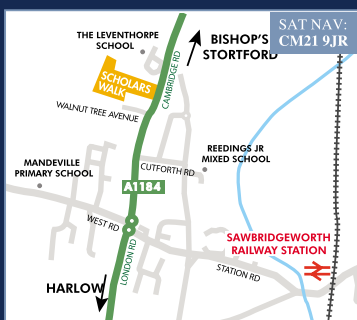 SAT NAV:
CM21 9JR
THE LEVENTHORPE
SCHOOL
BISHOP'S
STORTFORD
SCHOLARS
WALK
CAMBRIDGE RD
WALNUT TREE AVENUE
REEDINGS JR
MIXED SCHOOL
MANDEVILLE
PRIMARY SCHOOL
CUTFORTH RD
A1184
WEST RD
SAWBRIDGEWORTH
RAILWAY STATION
LONDON RD
STATION RD
HARLOW